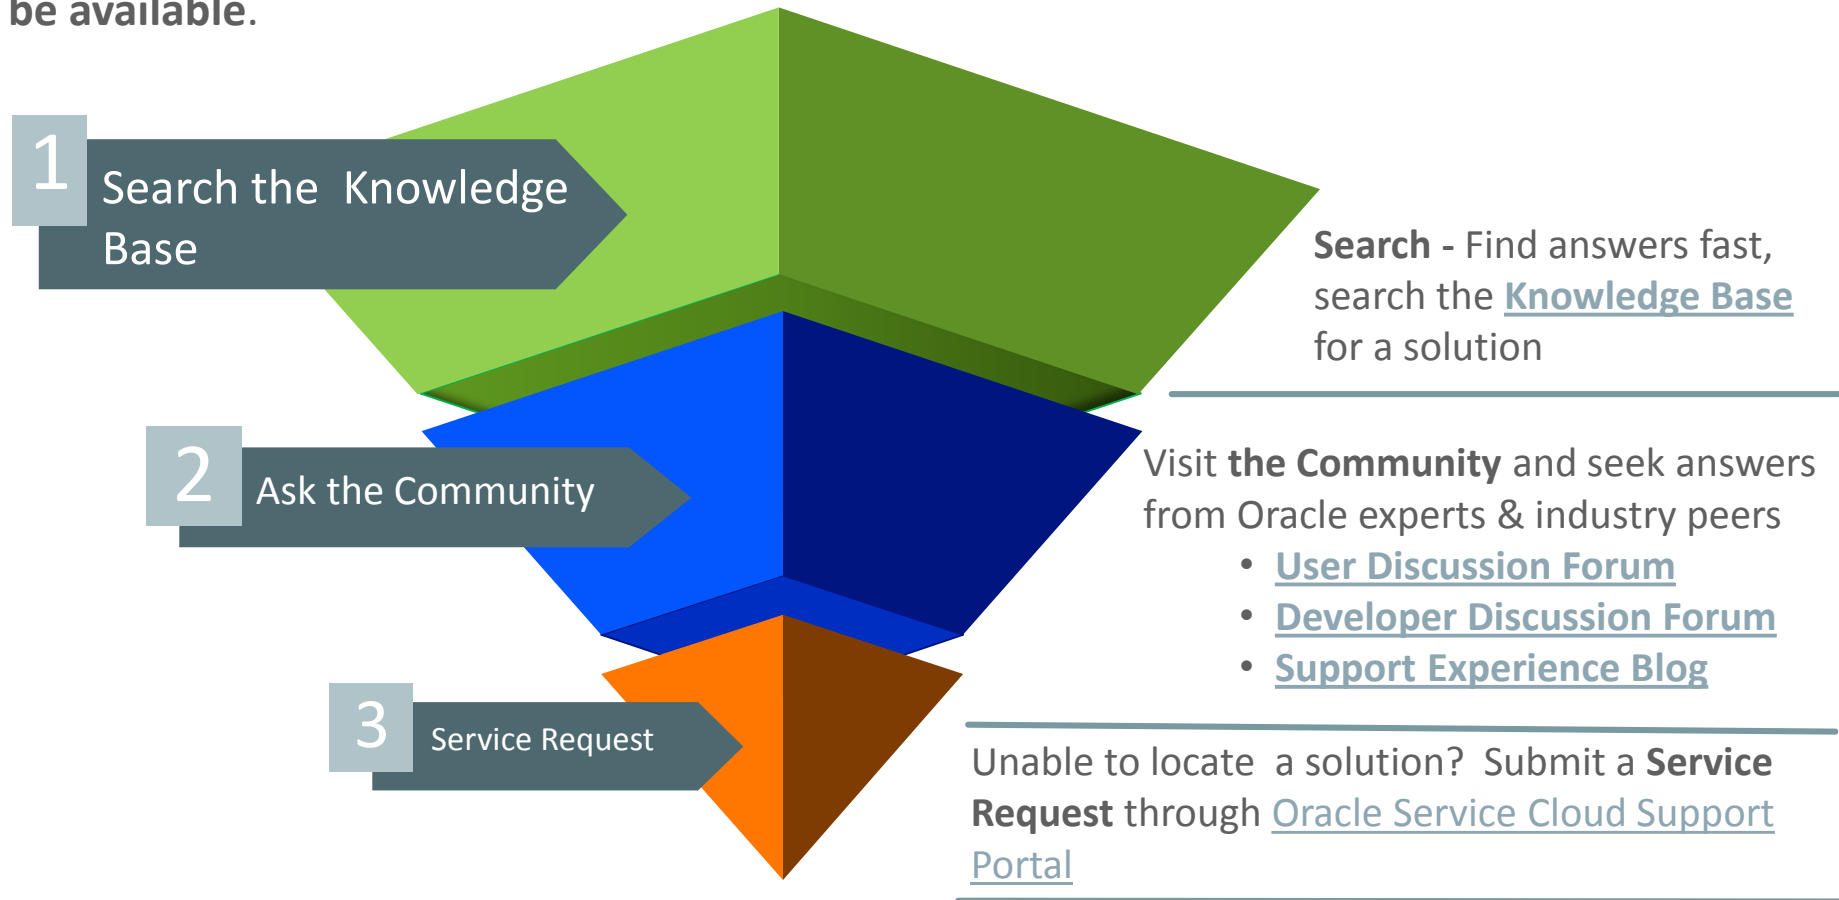 be available.
1
Search the Knowledge
Base
Search - Find answers fast,
search the Knowledge Base
for a solution
2
Ask the Community
Visit the Community and seek answers
from Oracle experts & industry peers
• User Discussion Forum
• Developer Discussion Forum
• Support Experience Blog
3
Service Request
Unable to locate a solution? Submit a Service
Request through Oracle Service Cloud Support
Portal